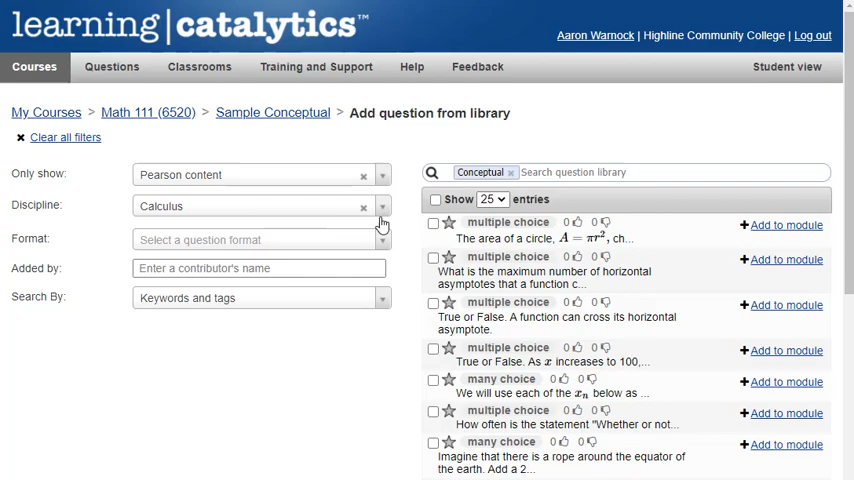 learning|catalytics™
Aaron Warnock | Highline Community College | Log out
Courses Questions Classrooms Training and Support Help Feedback Student view
My Courses > Math 111 (6520) > Sample Conceptual > Add question from library
✖ Clear all filters
Only show: Pearson content ×
Discipline: Calculus ×
Format: Select a question format
Added by: Enter a contributor's name
Search By: Keywords and tags
Conceptual × Search question library
Show 25 entries
multiple choice 0 0 +Add to module
The area of a circle, A = πr², ch...
many choice 0 0 +Add to module
What is the maximum number of horizontal
asymptotes that a function c...
multiple choice 0 0 +Add to module
True or False. A function can cross its horizontal
asymptote.
multiple choice 0 0 +Add to module
True or False. As x increases to 100,...
many choice 0 0 +Add to module
We will use each of the xₙ below as ...
multiple choice 0 0 +Add to module
How often is the statement "Whether or not...
many choice 0 0 +Add to module
Imagine that there is a rope around the equator of
the earth. Add a 2...